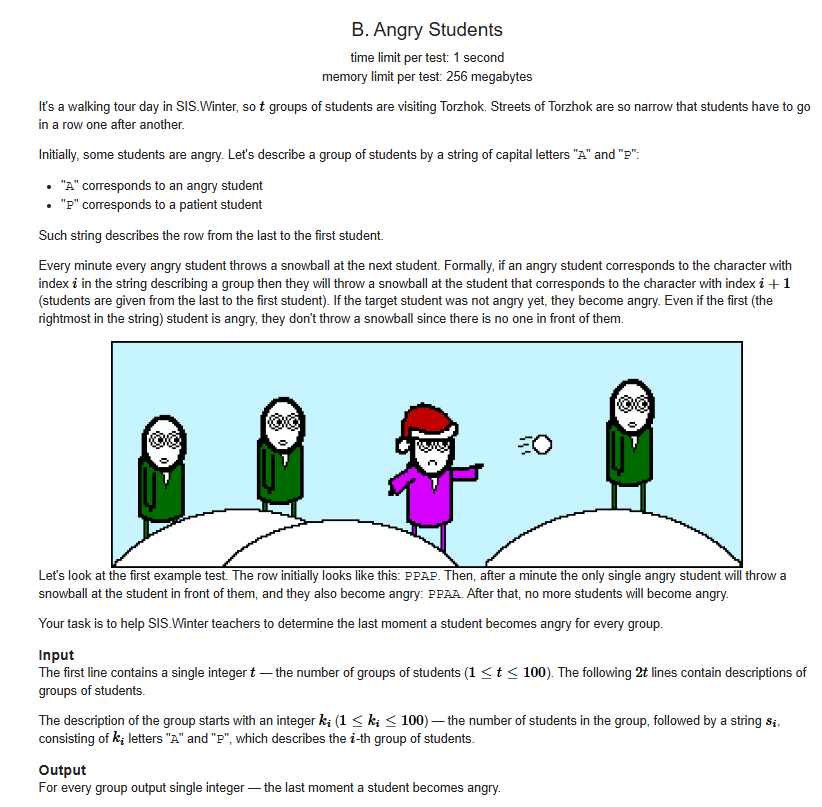 B. Angry Students
time limit per test: 1 second
memory limit per test: 256 megabytes
It's a walking tour day in SIS.Winter, so t groups of students are visiting Torzhok. Streets of Torzhok are so narrow that students have to go
in a row one after another.
Initially, some students are angry. Let's describe a group of students by a string of capital letters "A" and "P":
• "A" corresponds to an angry student
• "P" corresponds to a patient student
Such string describes the row from the last to the first student.
Every minute every angry student throws a snowball at the next student. Formally, if an angry student corresponds to the character with
index i in the string describing a group then they will throw a snowball at the student that corresponds to the character with index i + 1
(students are given from the last to the first student). If the target student was not angry yet, they become angry. Even if the first (the
rightmost in the string) student is angry, they don't throw a snowball since there is no one in front of them.
Let's look at the first example test. The row initially looks like this: PPAP. Then, after a minute the only single angry student will throw a
snowball at the student in front of them, and they also become angry: PPAA. After that, no more students will become angry.
Your task is to help SIS.Winter teachers to determine the last moment a student becomes angry for every group.
Input
The first line contains a single integer t — the number of groups of students (1 ≤ t ≤ 100). The following 2t lines contain descriptions of
groups of students.
The description of the group starts with an integer kᵢ (1 ≤ kᵢ ≤ 100) — the number of students in the group, followed by a string sᵢ,
consisting of kᵢ letters "A" and "P", which describes the i-th group of students.
Output
For every group output single integer — the last moment a student becomes angry.